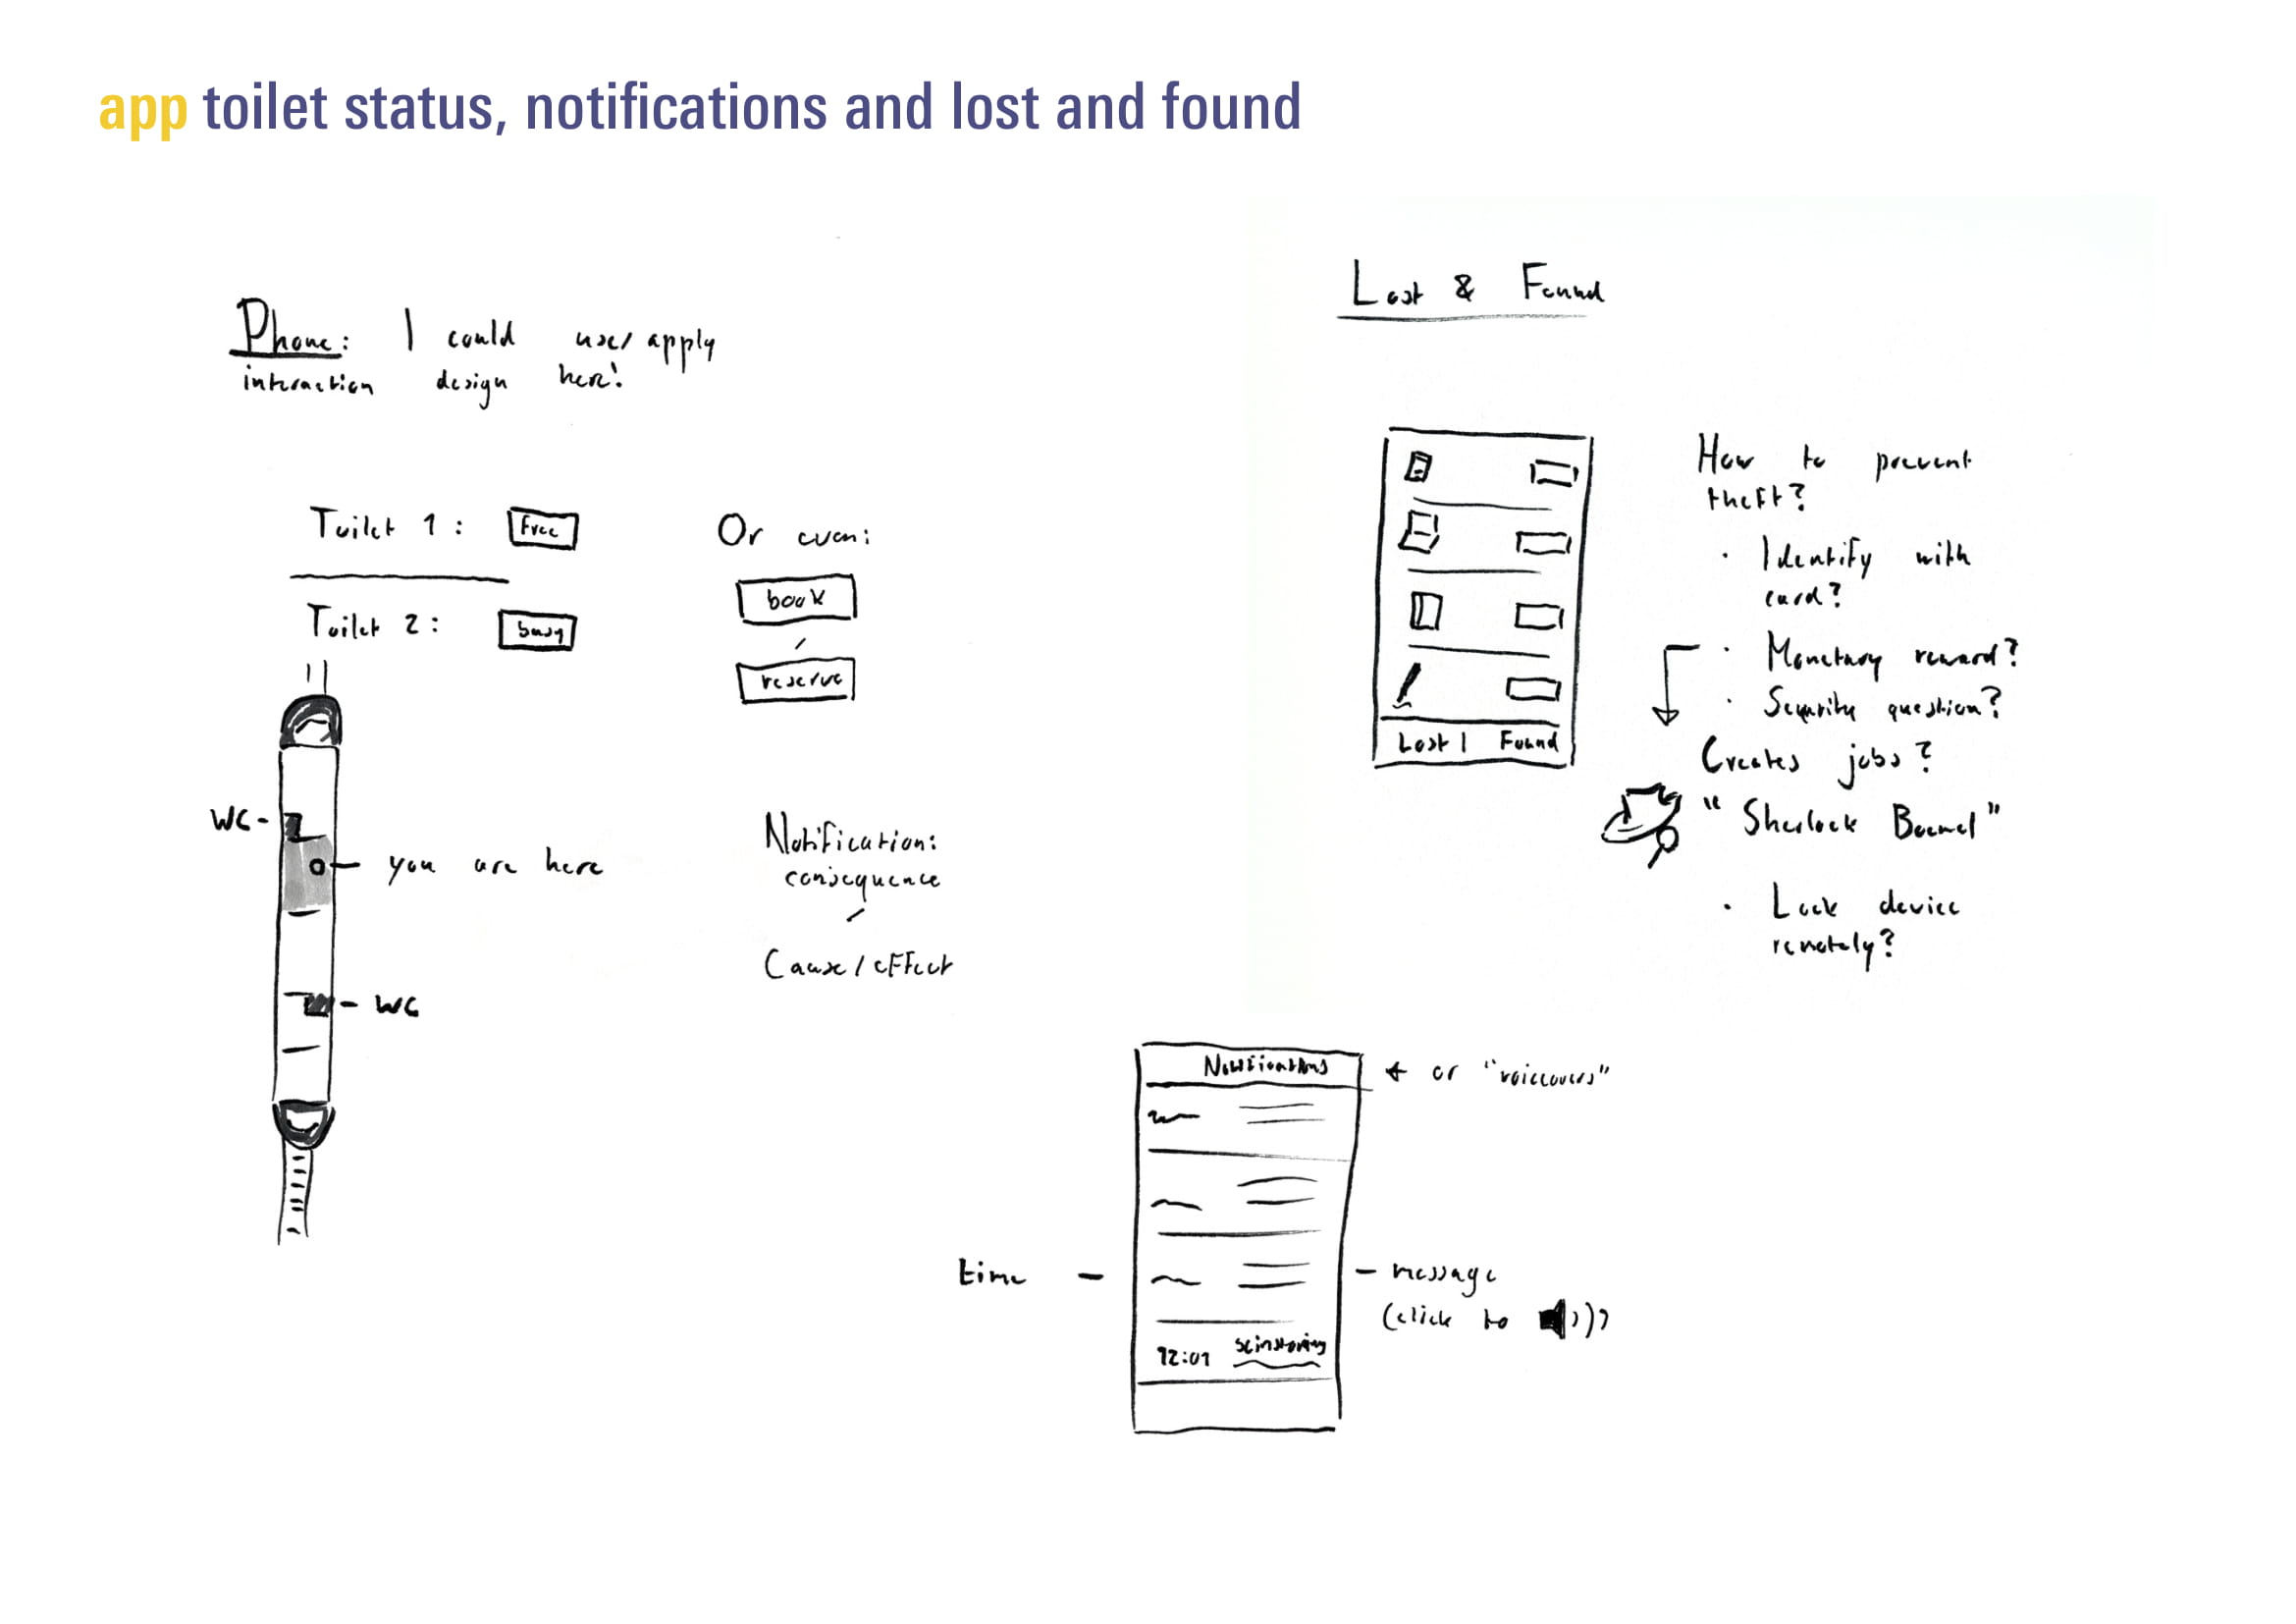 app toilet status, notifications and lost and found
Phone: I could use/apply
interaction design here!
Toilet 1: Free
Toilet 2: busy
Or even:
book
/
reserve
WC -
o - you are here
- WC
Notification:
consequence
/
Cause/effect
Lost & Found
Lost | Found
How to prevent
theft?
· Identify with
card?
· Monetary reward?
· Security question?
Creates jobs?
"Sherlock"
· Lock device
remotely?
Notifications
← or "voiceovers"
time -
- message
(click to
12:01